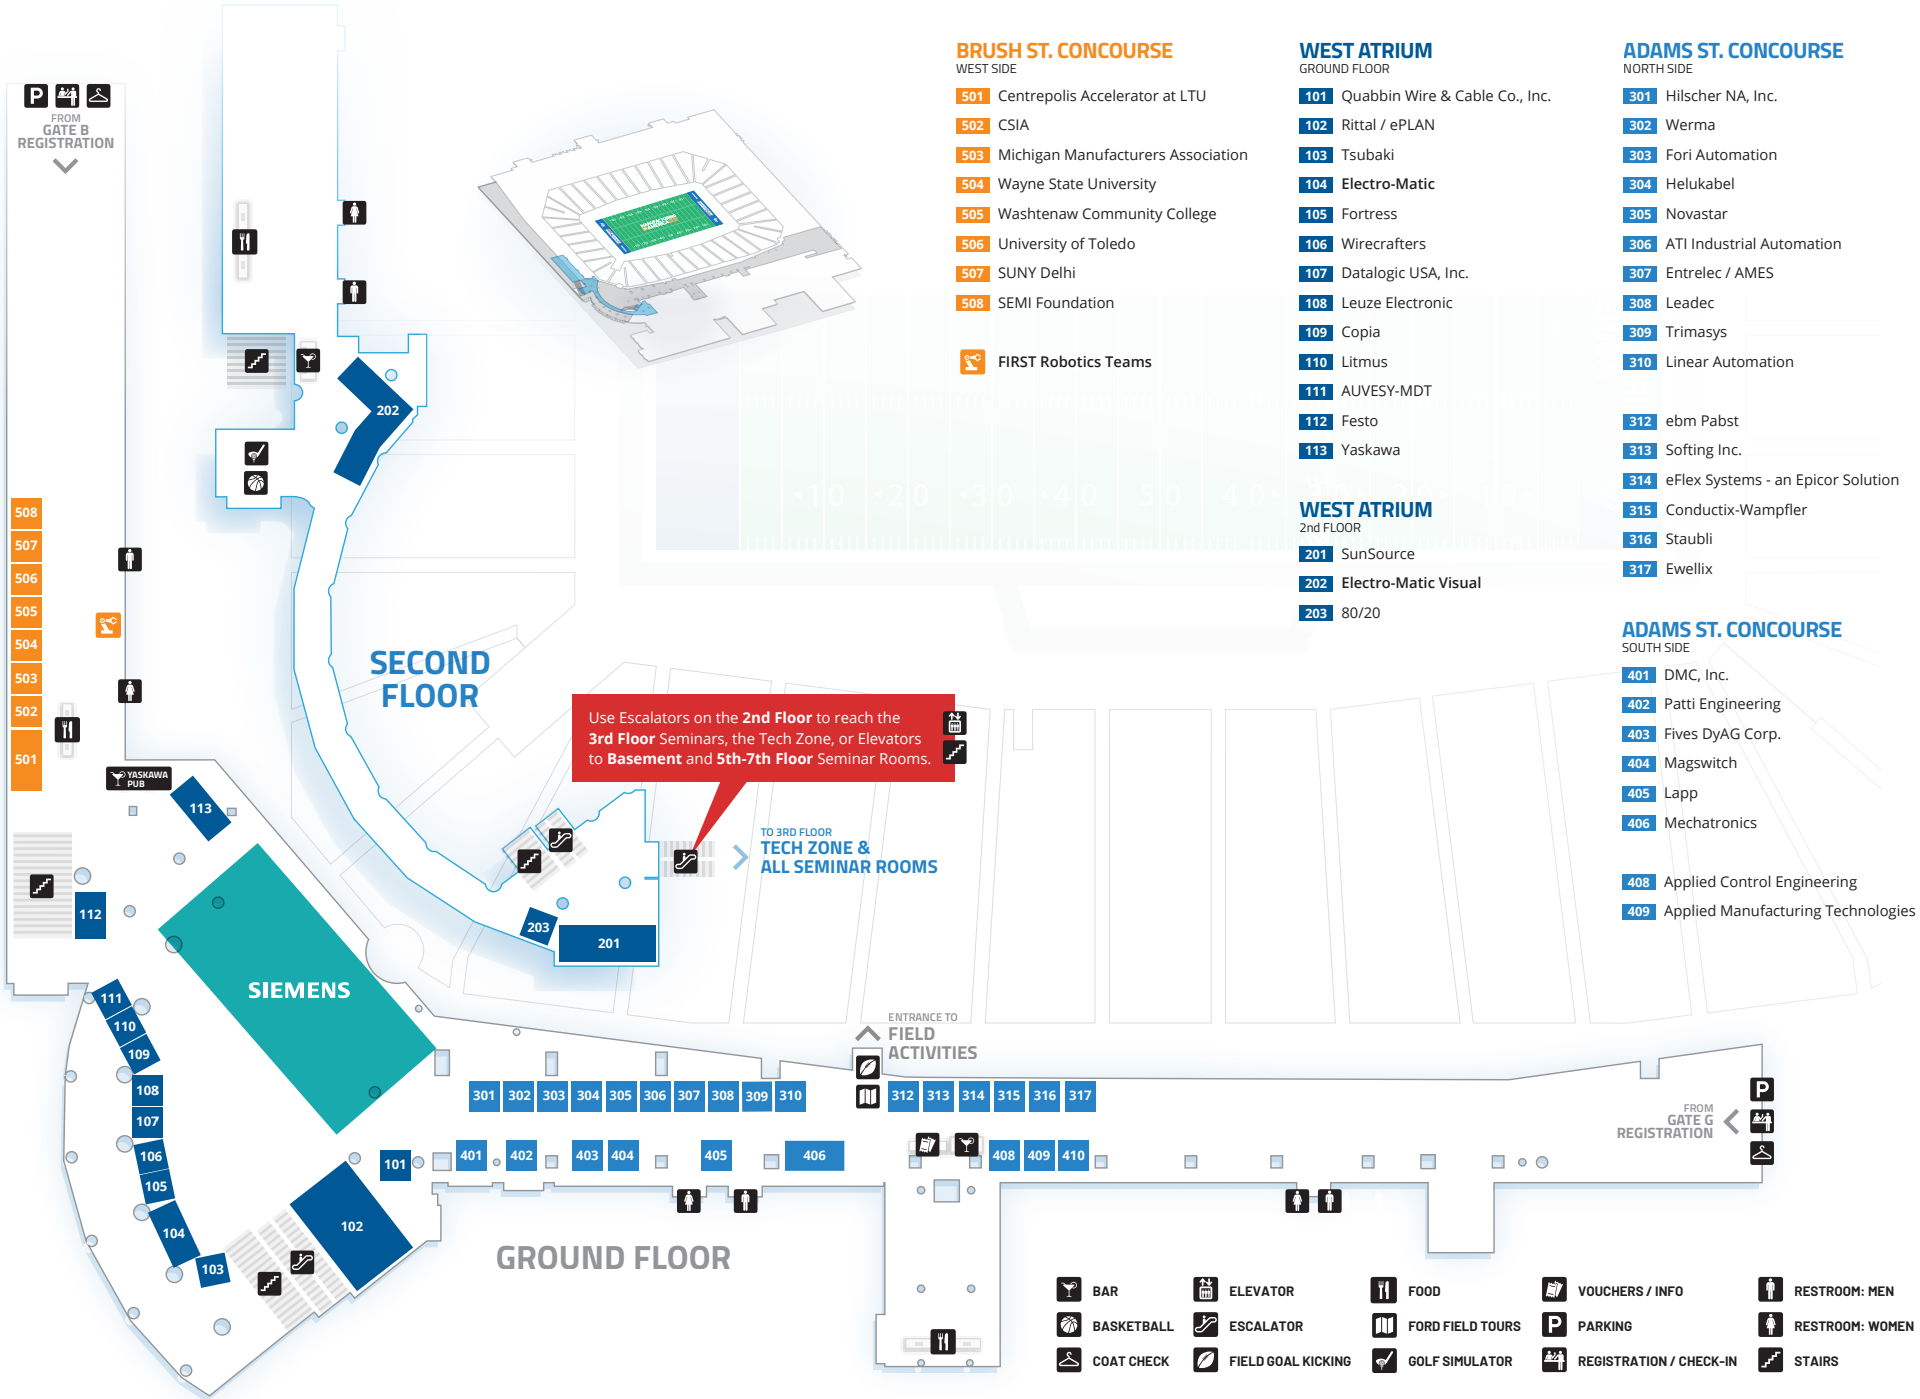 BRUSH ST. CONCOURSE
WEST SIDE
501 Centrepolis Accelerator at LTU
502 CSIA
503 Michigan Manufacturers Association
504 Wayne State University
505 Washtenaw Community College
506 University of Toledo
507 SUNY Delhi
508 SEMI Foundation
FIRST Robotics Teams
WEST ATRIUM
GROUND FLOOR
101 Quabbin Wire & Cable Co., Inc.
102 Rittal / ePLAN
103 Tsubaki
104 Electro-Matic
105 Fortress
106 Wirecrafters
107 Datalogic USA, Inc.
108 Leuze Electronic
109 Copia
110 Litmus
111 AUVESY-MDT
112 Festo
113 Yaskawa
WEST ATRIUM
2nd FLOOR
201 SunSource
202 Electro-Matic Visual
203 80/20
ADAMS ST. CONCOURSE
NORTH SIDE
301 Hilscher NA, Inc.
302 Werma
303 Fori Automation
304 Helukabel
305 Novastar
306 ATI Industrial Automation
307 Entrelec / AMES
308 Leadec
309 Trimasys
310 Linear Automation
312 ebm Pabst
313 Softing Inc.
314 eFlex Systems - an Epicor Solution
315 Conductix-Wampfler
316 Staubli
317 Ewellix
ADAMS ST. CONCOURSE
SOUTH SIDE
401 DMC, Inc.
402 Patti Engineering
403 Fives DyAG Corp.
404 Magswitch
405 Lapp
406 Mechatronics
408 Applied Control Engineering
409 Applied Manufacturing Technologies
P
FROM
GATE B
REGISTRATION
202
508
507
506
505
504
503
502
501
SECOND
FLOOR
Use Escalators on the 2nd Floor to reach the
3rd Floor Seminars, the Tech Zone, or Elevators
to Basement and 5th-7th Floor Seminar Rooms.
YASKAWA
PUB
113
TO 3RD FLOOR
TECH ZONE &
ALL SEMINAR ROOMS
112
203
201
SIEMENS
111
110
109
108
107
106
105
104
103
102
101
ENTRANCE TO
FIELD
ACTIVITIES
301 302 303 304 305 306 307 308 309 310 312 313 314 315 316 317
401 402 403 404 405 406 408 409 410
P
FROM
GATE G
REGISTRATION
GROUND FLOOR
10 20 30 40 50 40
BAR
BASKETBALL
COAT CHECK
ELEVATOR
ESCALATOR
FIELD GOAL KICKING
FOOD
FORD FIELD TOURS
GOLF SIMULATOR
VOUCHERS / INFO
P PARKING
REGISTRATION / CHECK-IN
RESTROOM: MEN
RESTROOM: WOMEN
STAIRS